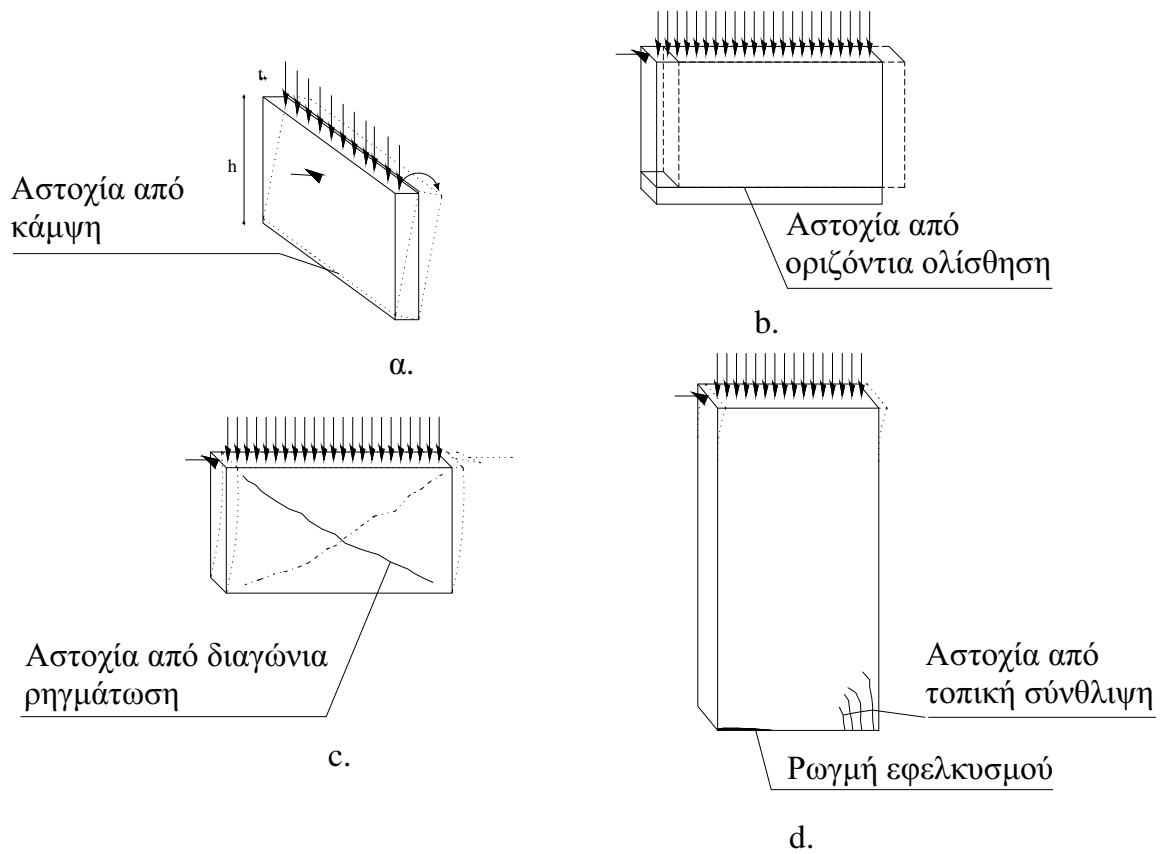 t
h
Αστοχία από
κάμψη
α.
Αστοχία από
οριζόντια ολίσθηση
b.
Αστοχία από διαγώνια
ρηγμάτωση
c.
Αστοχία από
τοπική σύνθλιψη
Ρωγμή εφελκυσμού
d.